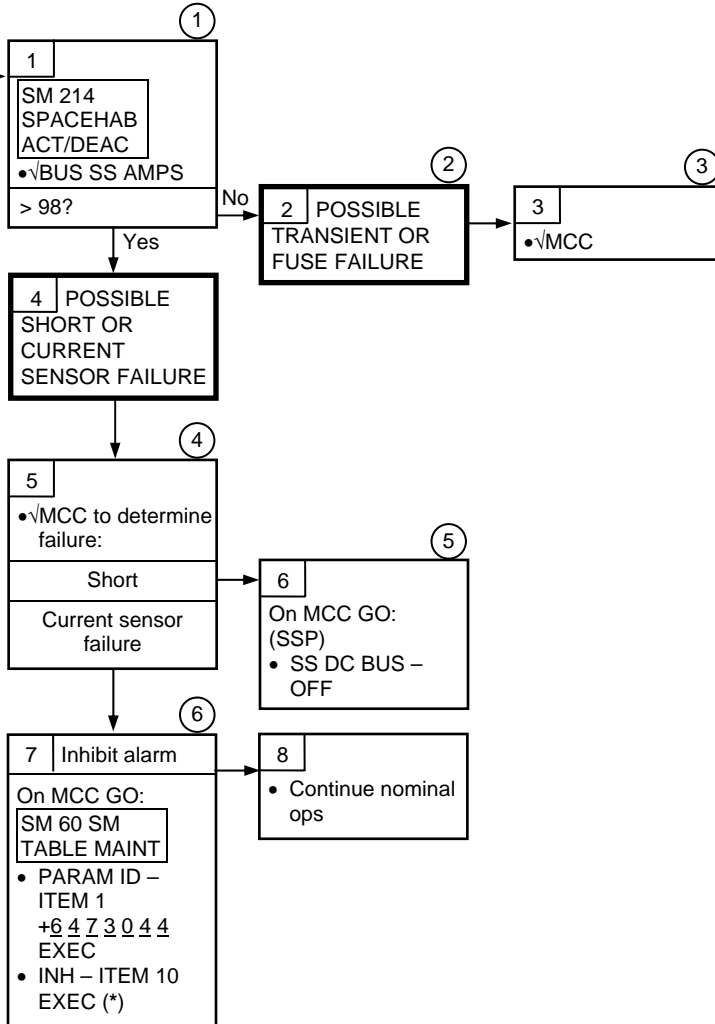 ①
1
SM 214
SPACEHAB
ACT/DEAC
•√BUS SS AMPS
> 98?
No
Yes
②
2 POSSIBLE
TRANSIENT OR
FUSE FAILURE
③
3
•√MCC
4 POSSIBLE
SHORT OR
CURRENT
SENSOR FAILURE
④
5
•√MCC to determine
failure:
Short
Current sensor
failure
⑤
6
On MCC GO:
(SSP)
• SS DC BUS –
OFF
⑥
7 Inhibit alarm
On MCC GO:
SM 60 SM
TABLE MAINT
• PARAM ID –
ITEM 1
+6 4 7 3 0 4 4
EXEC
• INH – ITEM 10
EXEC (*)
8
• Continue nominal
ops